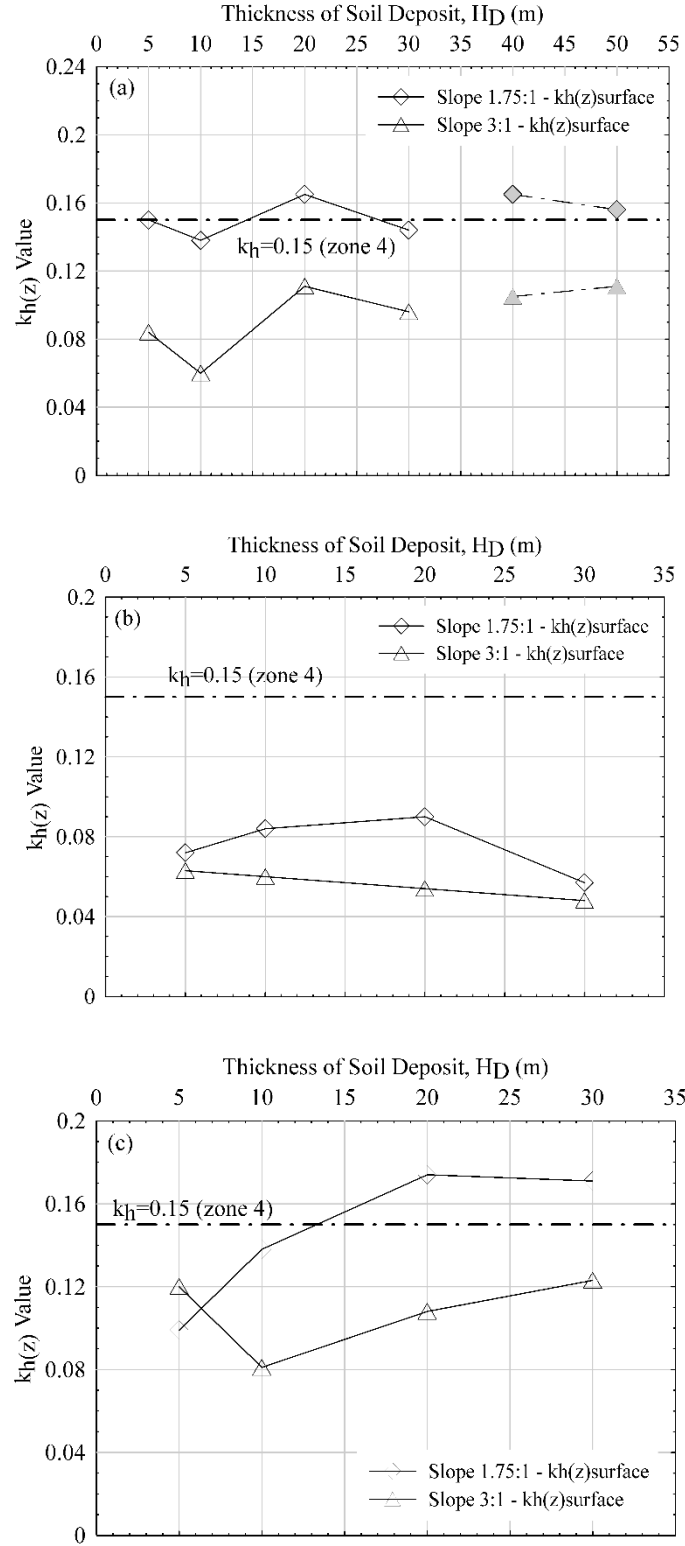 Thickness of Soil Deposit, HD (m)
0 5 10 15 20 25 30 35 40 45 50 55
0.24
(a)
Slope 1.75:1 - kh(z)surface
Slope 3:1 - kh(z)surface
0.2
0.16
kh=0.15 (zone 4)
kh(z) Value
0.12
0.08
0.04
0
Thickness of Soil Deposit, HD (m)
0 5 10 15 20 25 30 35
0.2
(b)
Slope 1.75:1 - kh(z)surface
Slope 3:1 - kh(z)surface
kh=0.15 (zone 4)
0.16
0.12
kh(z) Value
0.08
0.04
0
Thickness of Soil Deposit, HD (m)
0 5 10 15 20 25 30 35
0.2
(c)
0.16
kh=0.15 (zone 4)
0.12
kh(z) Value
0.08
0.04
Slope 1.75:1 - kh(z)surface
Slope 3:1 - kh(z)surface
0